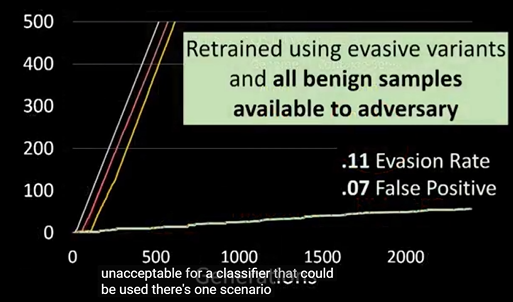 500
400
300
200
100
0
Retrained using evasive variants
and all benign samples
available to adversary
.11 Evasion Rate
.07 False Positive
0 500 1000 1500 2000
Generations
unacceptable for a classifier that could
be used there's one scenario